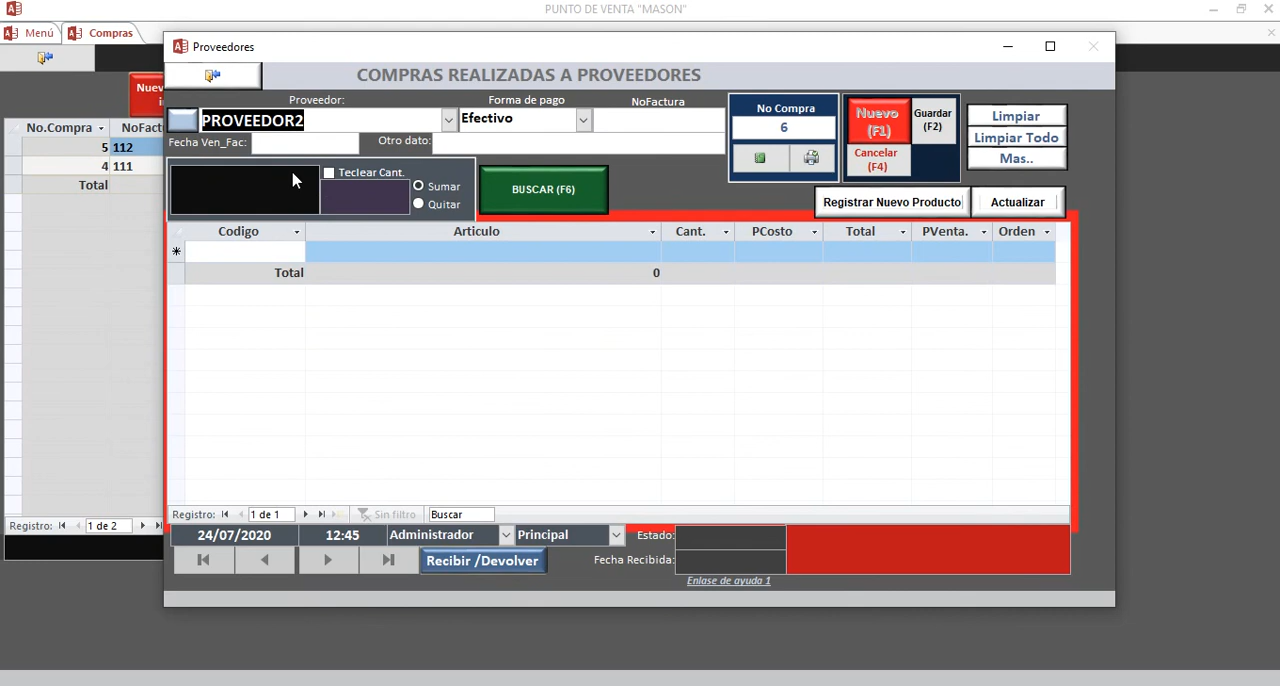 PUNTO DE VENTA "MASON"
Menú
Compras
Proveedores
COMPRAS REALIZADAS A PROVEEDORES
Proveedor:
Forma de pago
NoFactura
PROVEEDOR2
Efectivo
Fecha Ven_Fac:
Otro dato:
No Compra
6
Nuevo
(F1)
Guardar
(F2)
Cancelar
(F4)
Limpiar
Limpiar Todo
Mas..
Teclear Cant.
Sumar
Quitar
BUSCAR (F6)
Registrar Nuevo Producto
Actualizar
No.Compra
5 112
4 111
Total
Codigo
Articulo
Cant.
PCosto
Total
PVenta.
Orden
Total
0
Registro:
1 de 1
Sin filtro
Buscar
Registro:
1 de 2
24/07/2020
12:45
Administrador
Principal
Estado:
Recibir /Devolver
Fecha Recibida:
Enlase de ayuda 1